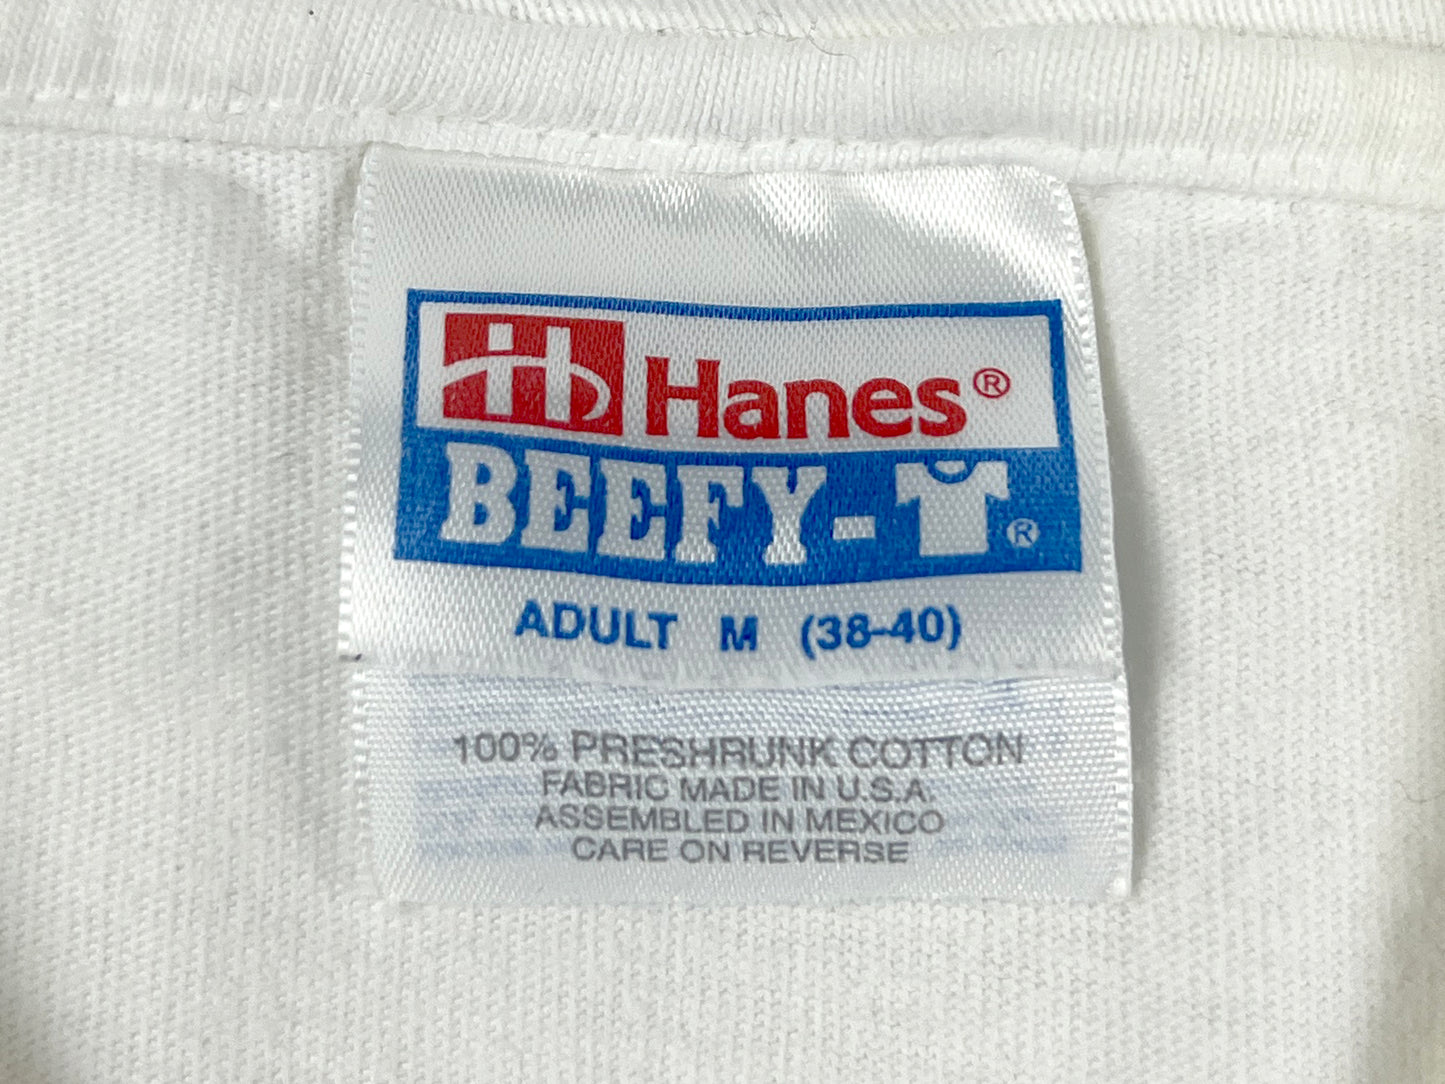 Hanes®
BEEFY-T®
ADULT M (38-40)
100% PRESHRUNK COTTON
FABRIC MADE IN U.S.A.
ASSEMBLED IN MEXICO
CARE ON REVERSE